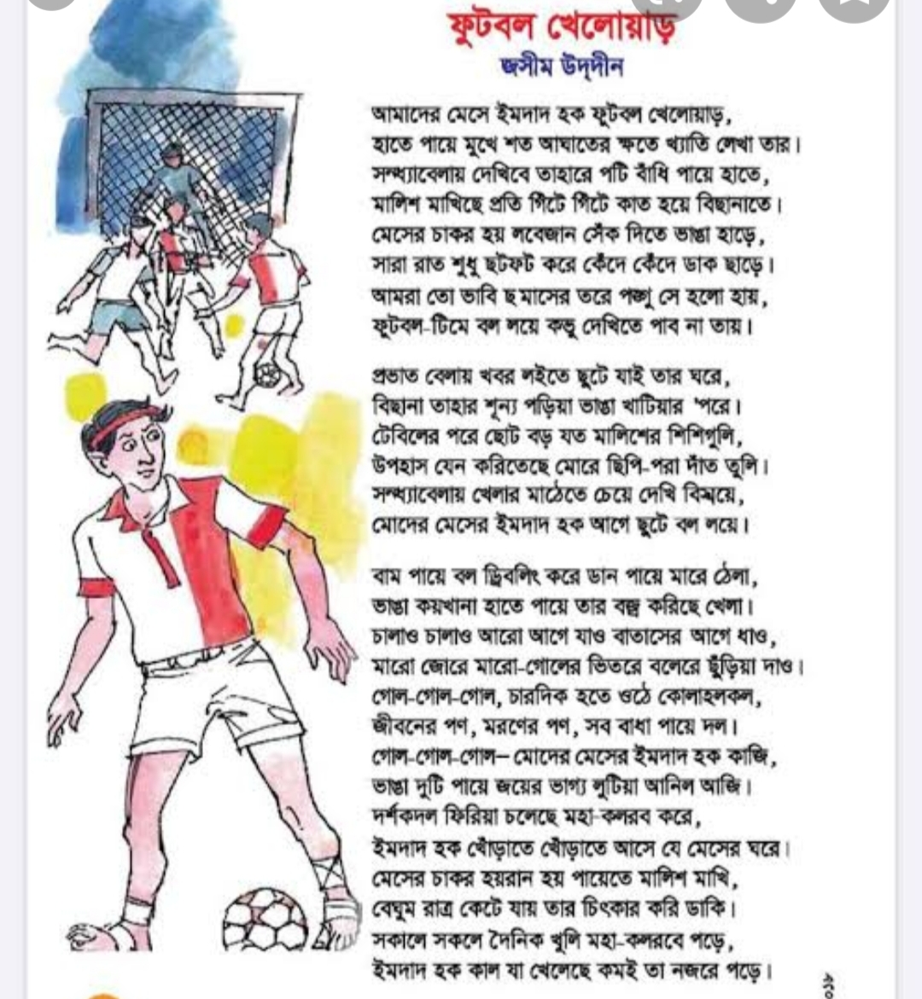 ফুটবল খেলোয়াড়
জসীম উদ্‌দীন
আমাদের মেসে ইমদাদ হক ফুটবল খেলোয়াড়,
হাতে পায়ে মুখে শত আঘাতের ক্ষতে খ্যাতি লেখা তার।
সন্ধ্যাবেলায় দেখিবে তাহারে পটি বাঁধি পায়ে হাতে,
মালিশ মাখিছে প্রতি গিঁটে গিঁটে কাত হয়ে বিছানাতে।
মেসের চাকর হয় লবেজান সেঁক দিতে ভাঙা হাড়ে,
সারা রাত শুধু ছটফট করে কেঁদে কেঁদে ডাক ছাড়ে।
আমরা তো ভাবি ছ মাসের তরে পঙ্গু সে হলো হায়,
ফুটবল-টিমে বল লয়ে কভু দেখিতে পাব না তায়।
প্রভাত বেলায় খবর লইতে ছুটে যাই তার ঘরে,
বিছানা তাহার শূন্য পড়িয়া ভাঙা খাটিয়ার 'পরে।
টেবিলের পরে ছোট বড় যত মালিশের শিশিগুলি,
উপহাস যেন করিতেছে মোরে ছিপি-পরা দাঁত তুলি।
সন্ধ্যাবেলায় খেলার মাঠেতে চেয়ে দেখি বিস্ময়ে,
মোদের মেসের ইমদাদ হক আগে ছুটে বল লয়ে।
বাম পায়ে বল ড্রিবলিং করে ডান পায়ে মারে ঠেলা,
ভাঙা কয়খানা হাতে পায়ে তার বজ্র করিছে খেলা।
চালাও চালাও আরো আগে যাও বাতাসের আগে ধাও,
মারো জোরে মারো-গোলের ভিতরে বলেরে ছুঁড়িয়া দাও।
গোল-গোল-গোল, চারদিক হতে ওঠে কোলাহলকল,
জীবনের পণ, মরণের পণ, সব বাধা পায়ে দল।
গোল-গোল-গোল–মোদের মেসের ইমদাদ হক কাজি,
ভাঙা দুটি পায়ে জয়ের ভাগ্য লুটিয়া আনিল আজি।
দর্শকদল ফিরিয়া চলেছে মহা-কলরব করে,
ইমদাদ হক খোঁড়াতে খোঁড়াতে আসে যে মেসের ঘরে।
মেসের চাকর হয়রান হয় পায়েতে মালিশ মাখি,
বেঘুম রাত্র কেটে যায় তার চিৎকার করি ডাকি।
সকালে সকলে দৈনিক খুলি মহা-কলরবে পড়ে,
ইমদাদ হক কাল যা খেলেছে কমই তা নজরে পড়ে।